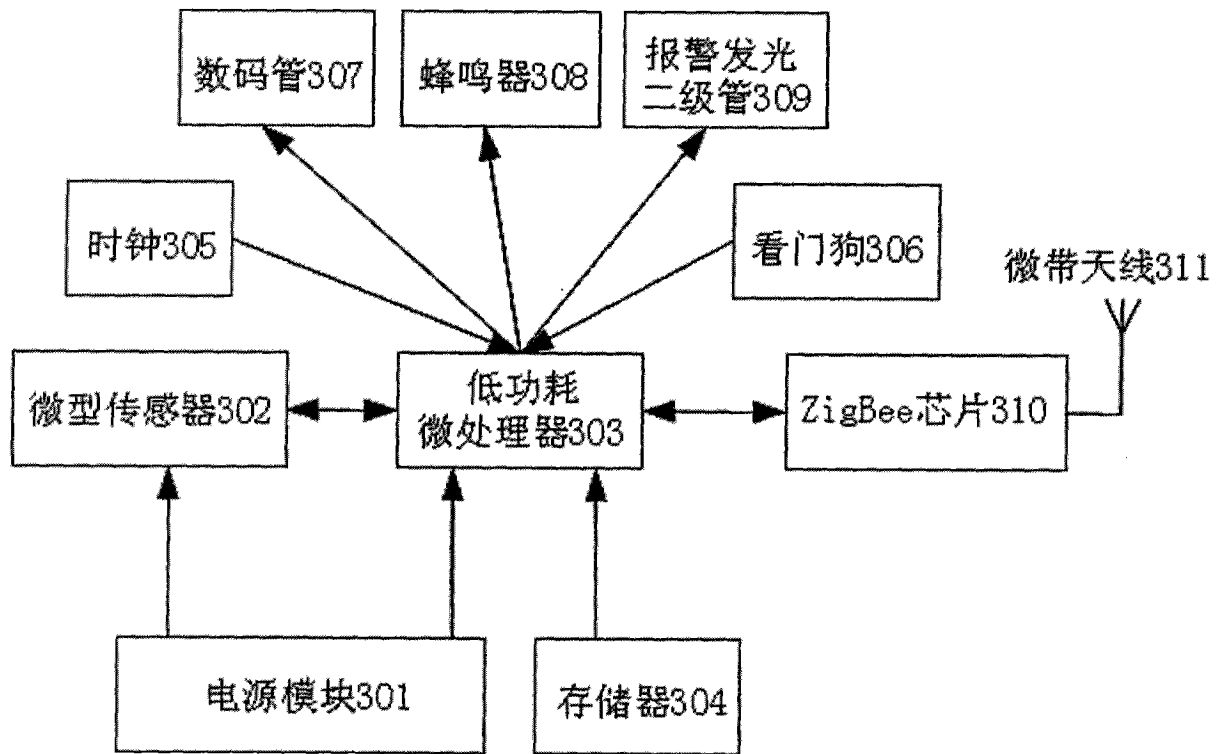 数码管307
蜂鸣器308
报警发光
二级管309
时钟305
看门狗306
微带天线311
微型传感器302
低功耗
微处理器303
ZigBee芯片310
电源模块301
存储器304